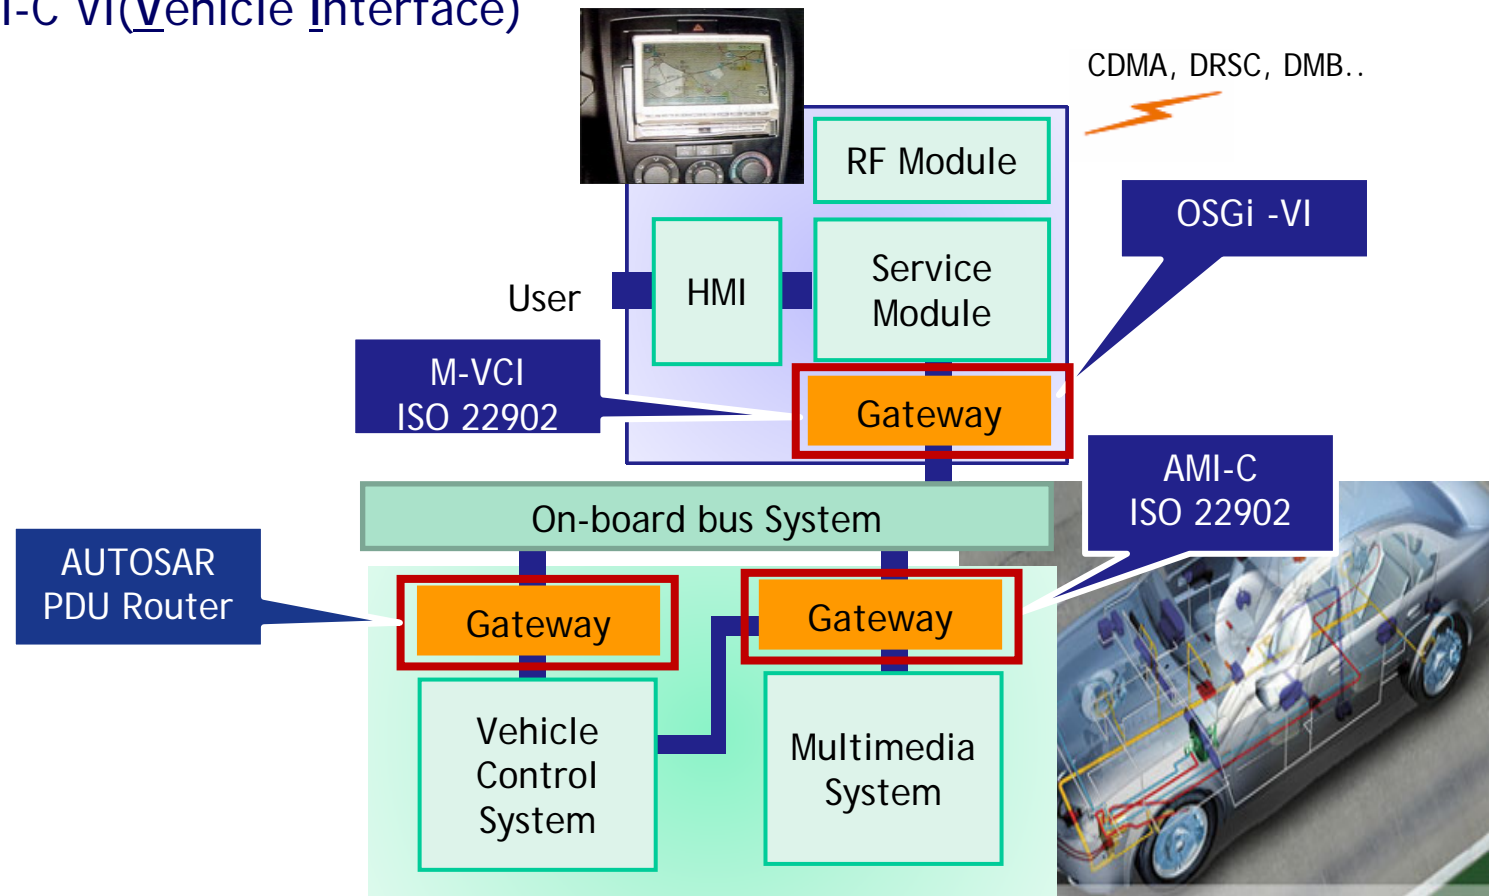 I-C VI(Vehicle Interface)
CDMA, DRSC, DMB..
RF Module
OSGi -VI
Service
Module
HMI
User
M-VCI
ISO 22902
Gateway
AMI-C
ISO 22902
On-board bus System
AUTOSAR
PDU Router
Gateway
Gateway
Vehicle
Control
System
Multimedia
System